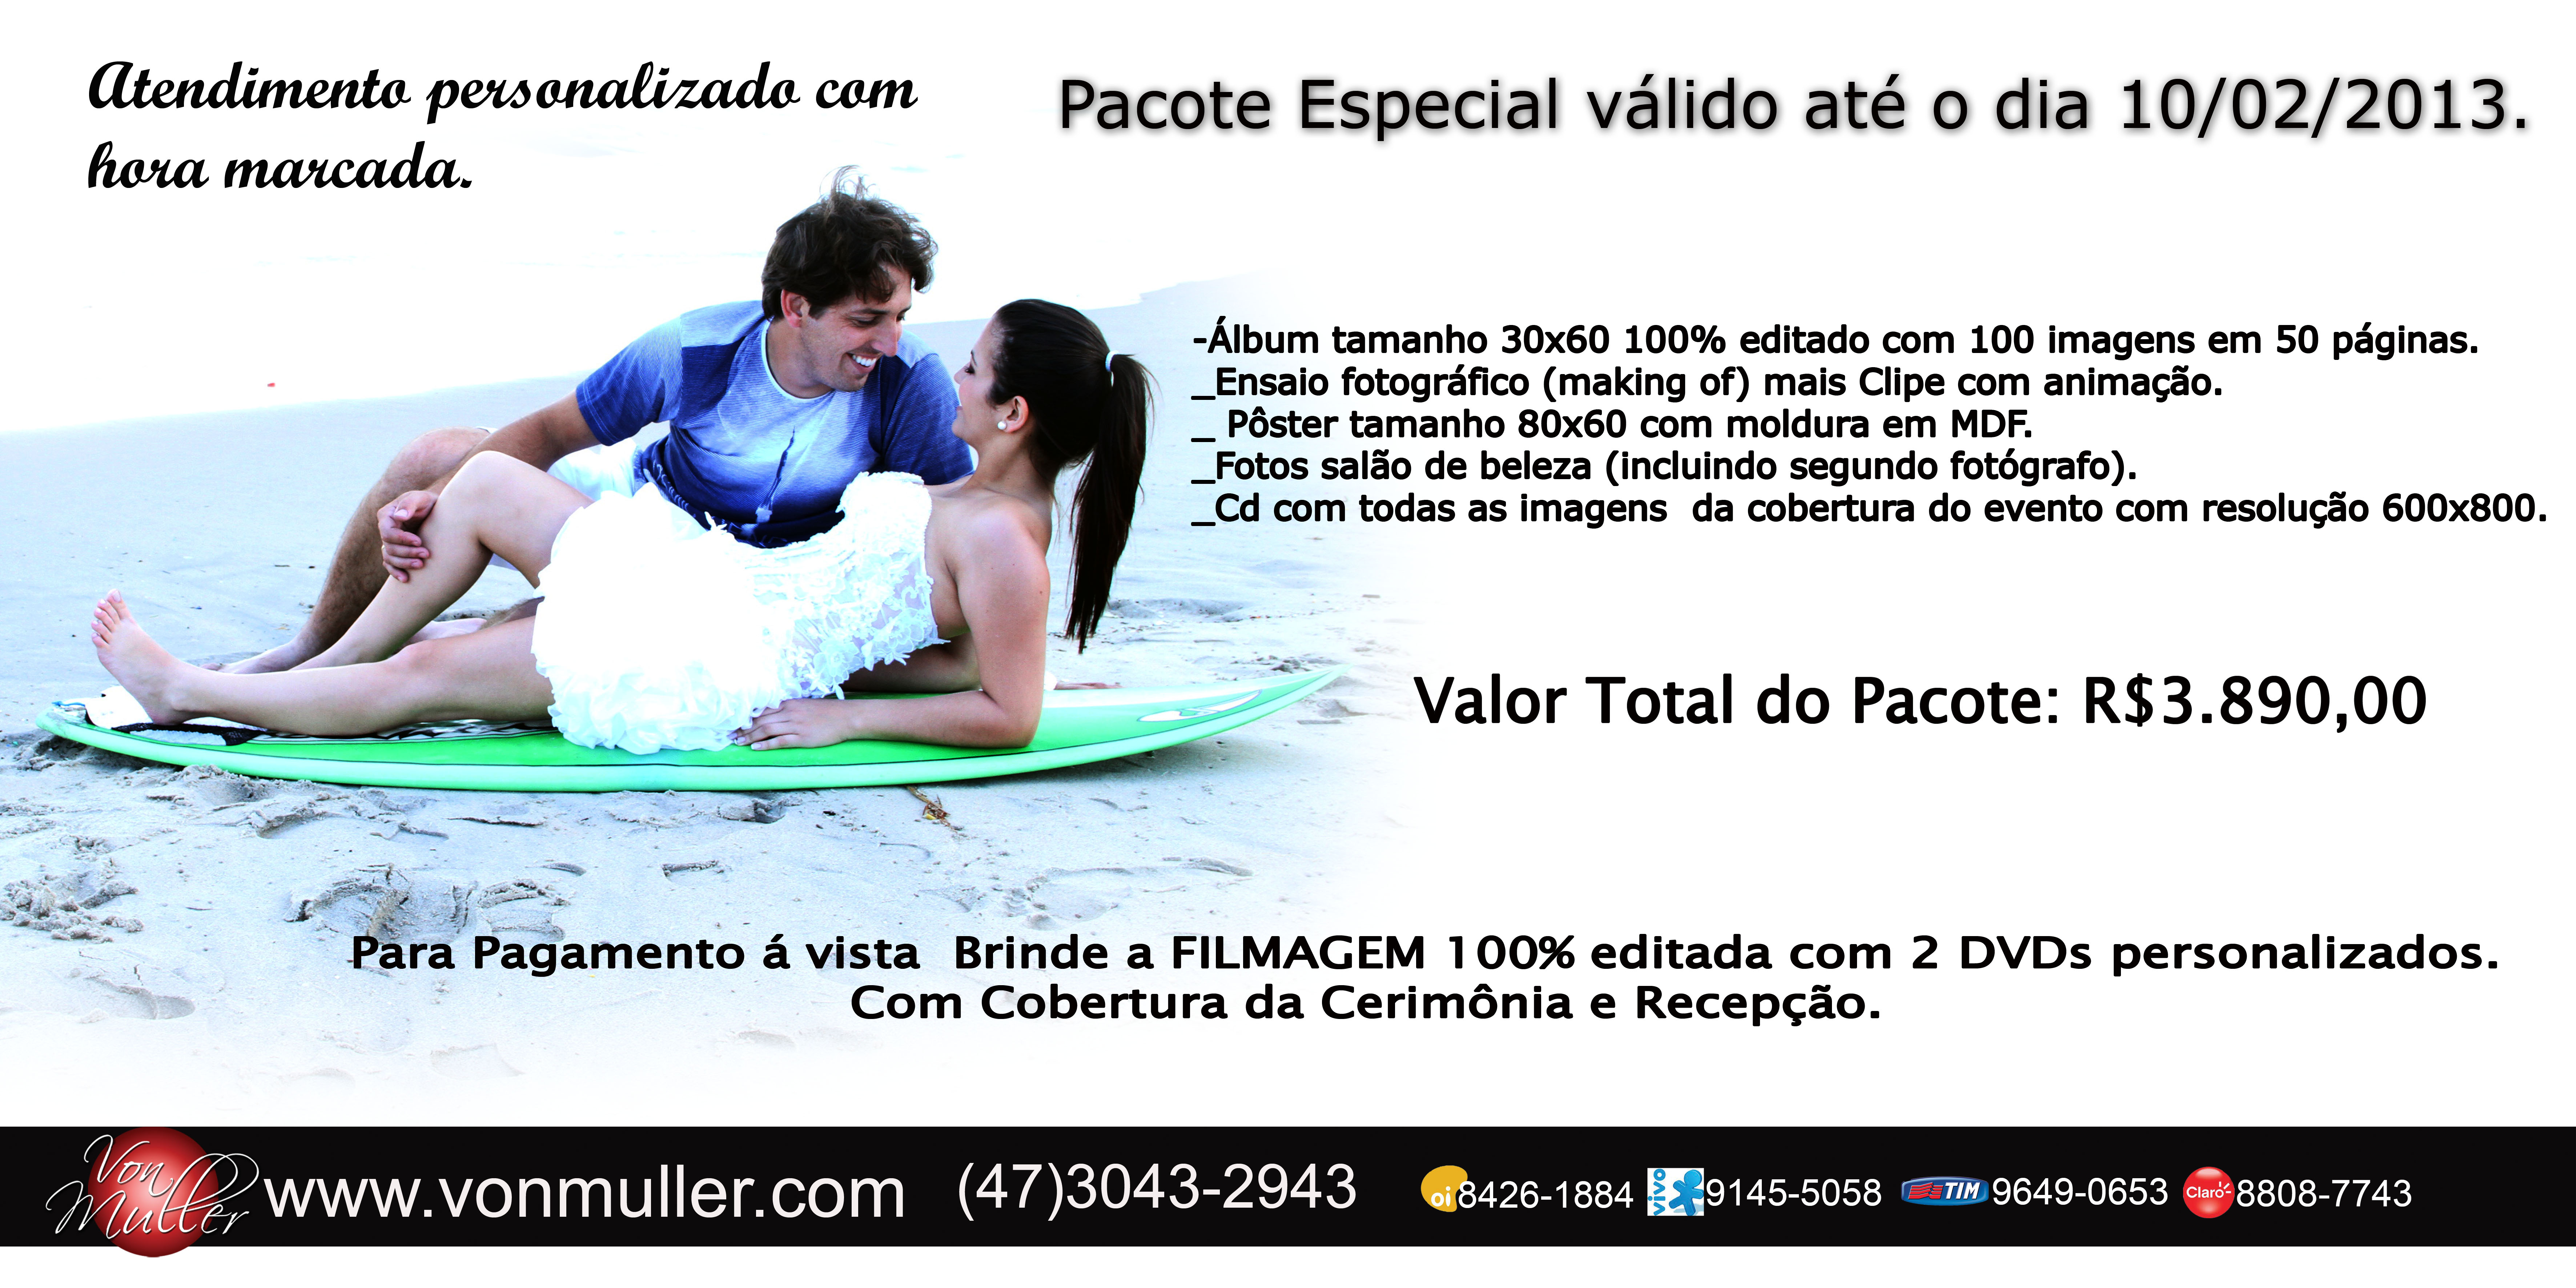 Atendimento personalizado com
hora marcada.
Pacote Especial válido até o dia 10/02/2013.
-Álbum tamanho 30x60 100% editado com 100 imagens em 50 páginas.
_Ensaio fotográfico (making of) mais Clipe com animação.
_ Pôster tamanho 80x60 com moldura em MDF.
_Fotos salão de beleza (incluindo segundo fotógrafo).
_Cd com todas as imagens  da cobertura do evento com resolução 600x800.
Valor Total do Pacote: R$3.890,00
Para Pagamento á vista  Brinde a FILMAGEM 100% editada com 2 DVDs personalizados.
Com Cobertura da Cerimônia e Recepção.
Von
Muller
www.vonmuller.com (47)3043-2943 oi 8426-1884 vivo 9145-5058 TIM 9649-0653 Claro 8808-7743